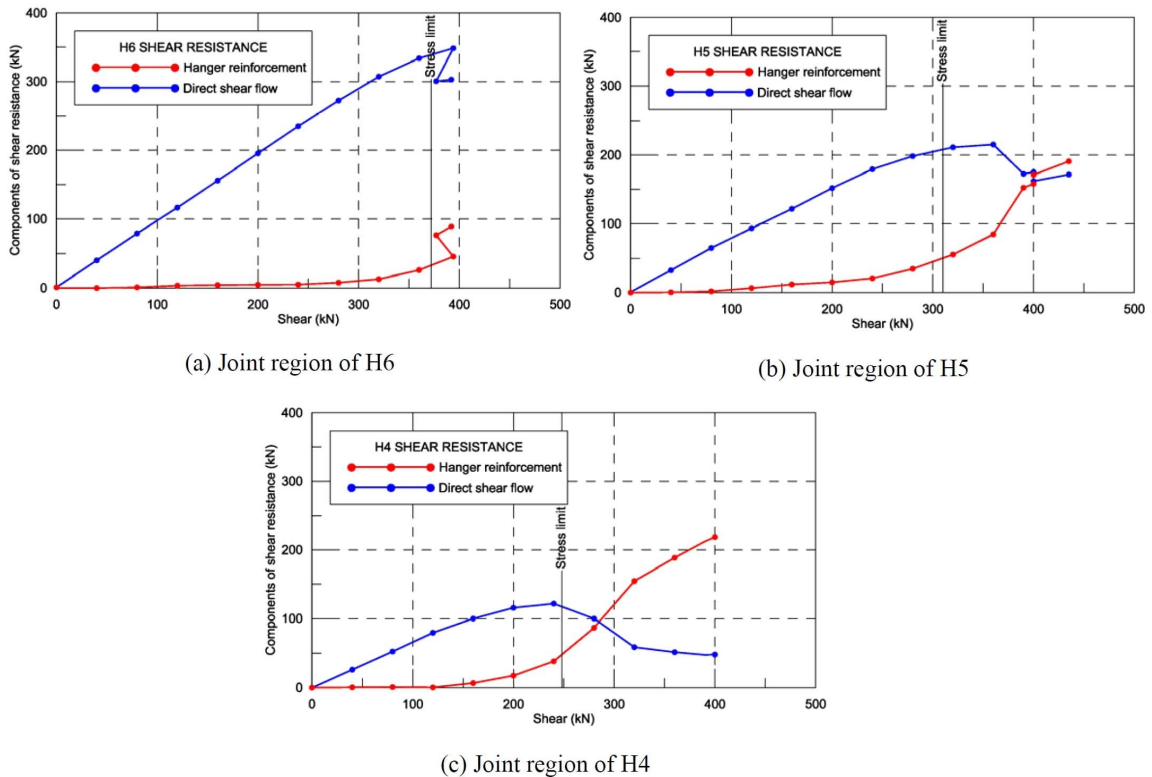 400
300
200
100
0
Components of shear resistance (kN)
H6 SHEAR RESISTANCE
Hanger reinforcement
Direct shear flow
Stress limit
0 100 200 300 400 500
Shear (kN)
(a) Joint region of H6
400
300
200
100
0
Components of shear resistance (kN)
H5 SHEAR RESISTANCE
Hanger reinforcement
Direct shear flow
Stress limit
0 100 200 300 400 500
Shear (kN)
(b) Joint region of H5
400
300
200
100
0
Components of shear resistance (kN)
H4 SHEAR RESISTANCE
Hanger reinforcement
Direct shear flow
Stress limit
0 100 200 300 400 500
Shear (kN)
(c) Joint region of H4